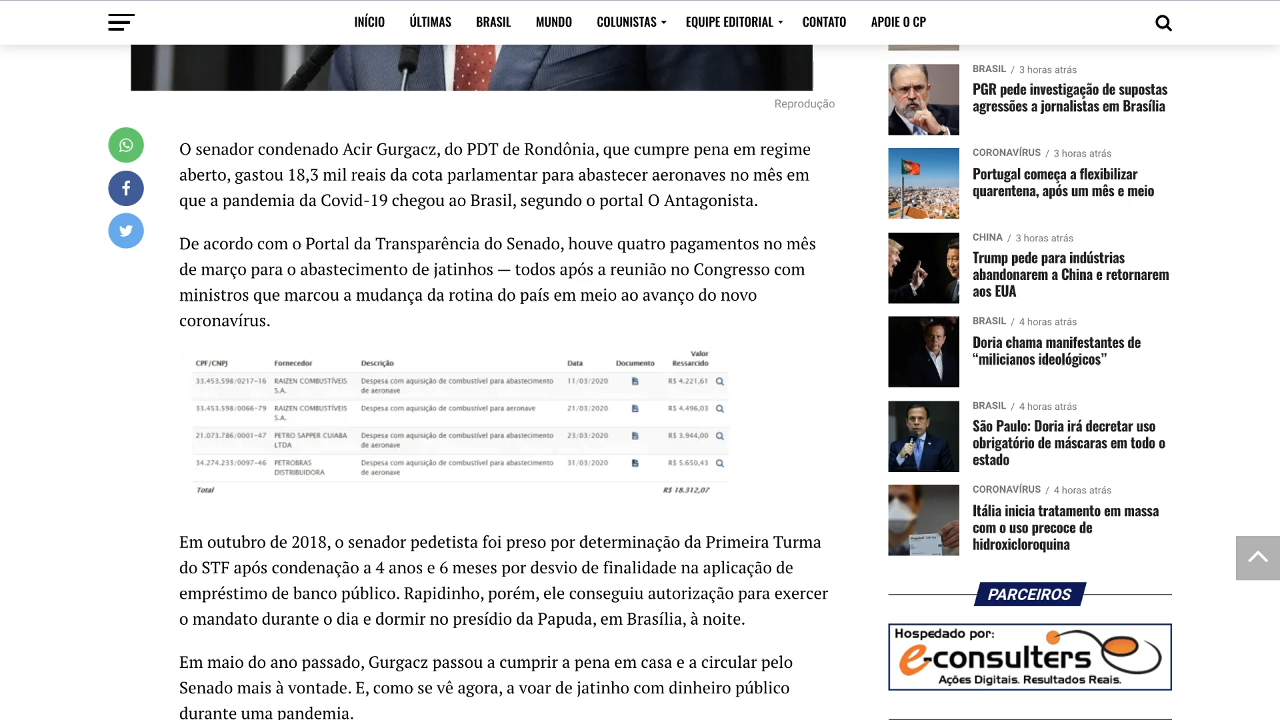 INÍCIO ÚLTIMAS BRASIL MUNDO COLUNISTAS EQUIPE EDITORIAL CONTATO APOIE O CP
Reprodução
O senador condenado Acir Gurgacz, do PDT de Rondônia, que cumpre pena em regime
aberto, gastou 18,3 mil reais da cota parlamentar para abastecer aeronaves no mês em
que a pandemia da Covid-19 chegou ao Brasil, segundo o portal O Antagonista.
De acordo com o Portal da Transparência do Senado, houve quatro pagamentos no mês
de março para o abastecimento de jatinhos — todos após a reunião no Congresso com
ministros que marcou a mudança da rotina do país em meio ao avanço do novo
coronavírus.
CPF/CNPJ Fornecedor Descrição Data Documento Valor
Ressarcido
33.453.598/0217-16 RAIZEN COMBUSTÍVEIS Despesa com aquisição de combustível para abastecimento 11/03/2020 R$ 4.221,61
S.A. de aeronave
33.453.598/0066-79 RAIZEN COMBUSTÍVEIS Despesa com aquisição de combustível para aeronave 21/03/2020 R$ 4.496,03
S.A.
21.073.786/0001-47 PETRO SAPPER CUIABA Despesa com aquisição de combustível para abastecimento 23/03/2020 R$ 3.944,00
LTDA de aeronave
34.274.233/0097-46 PETROBRAS Despesa com aquisição de combustível para abastecimento 31/03/2020 R$ 5.650,43
DISTRIBUIDORA de aeronave
Total R$ 18.312,07
Em outubro de 2018, o senador pedetista foi preso por determinação da Primeira Turma
do STF após condenação a 4 anos e 6 meses por desvio de finalidade na aplicação de
empréstimo de banco público. Rapidinho, porém, ele conseguiu autorização para exercer
o mandato durante o dia e dormir no presídio da Papuda, em Brasília, à noite.
Em maio do ano passado, Gurgacz passou a cumprir a pena em casa e a circular pelo
Senado mais à vontade. E, como se vê agora, a voar de jatinho com dinheiro público
durante uma pandemia.
BRASIL / 3 horas atrás
PGR pede investigação de supostas
agressões a jornalistas em Brasília
CORONAVÍRUS / 3 horas atrás
Portugal começa a flexibilizar
quarentena, após um mês e meio
CHINA / 3 horas atrás
Trump pede para indústrias
abandonarem a China e retornarem
aos EUA
BRASIL / 4 horas atrás
Doria chama manifestantes de
“milicianos ideológicos”
BRASIL / 4 horas atrás
São Paulo: Doria irá decretar uso
obrigatório de máscaras em todo o
estado
CORONAVÍRUS / 4 horas atrás
Itália inicia tratamento em massa
com o uso precoce de
hidroxicloroquina
PARCEIROS
Hospedado por:
e-consulters
Ações Digitais. Resultados Reais.